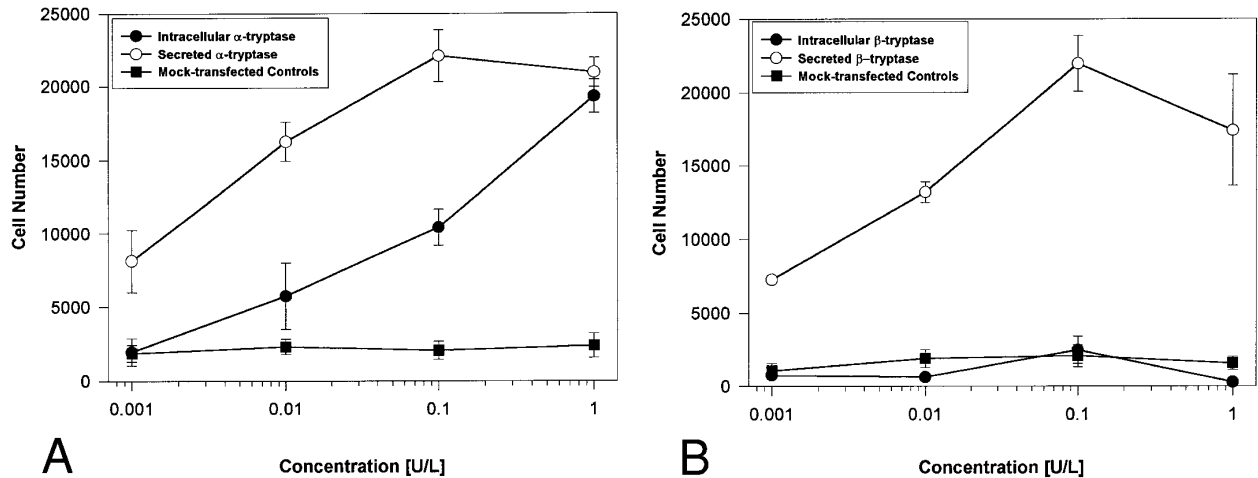 25000
20000
15000
10000
5000
0
Cell Number
Intracellular α-tryptase
Secreted α-tryptase
Mock-transfected Controls
0.001
0.01
0.1
1
Concentration [U/L]
A
25000
20000
15000
10000
5000
0
Cell Number
Intracellular β-tryptase
Secreted β–tryptase
Mock-transfected Controls
0.001
0.01
0.1
1
Concentration [U/L]
B